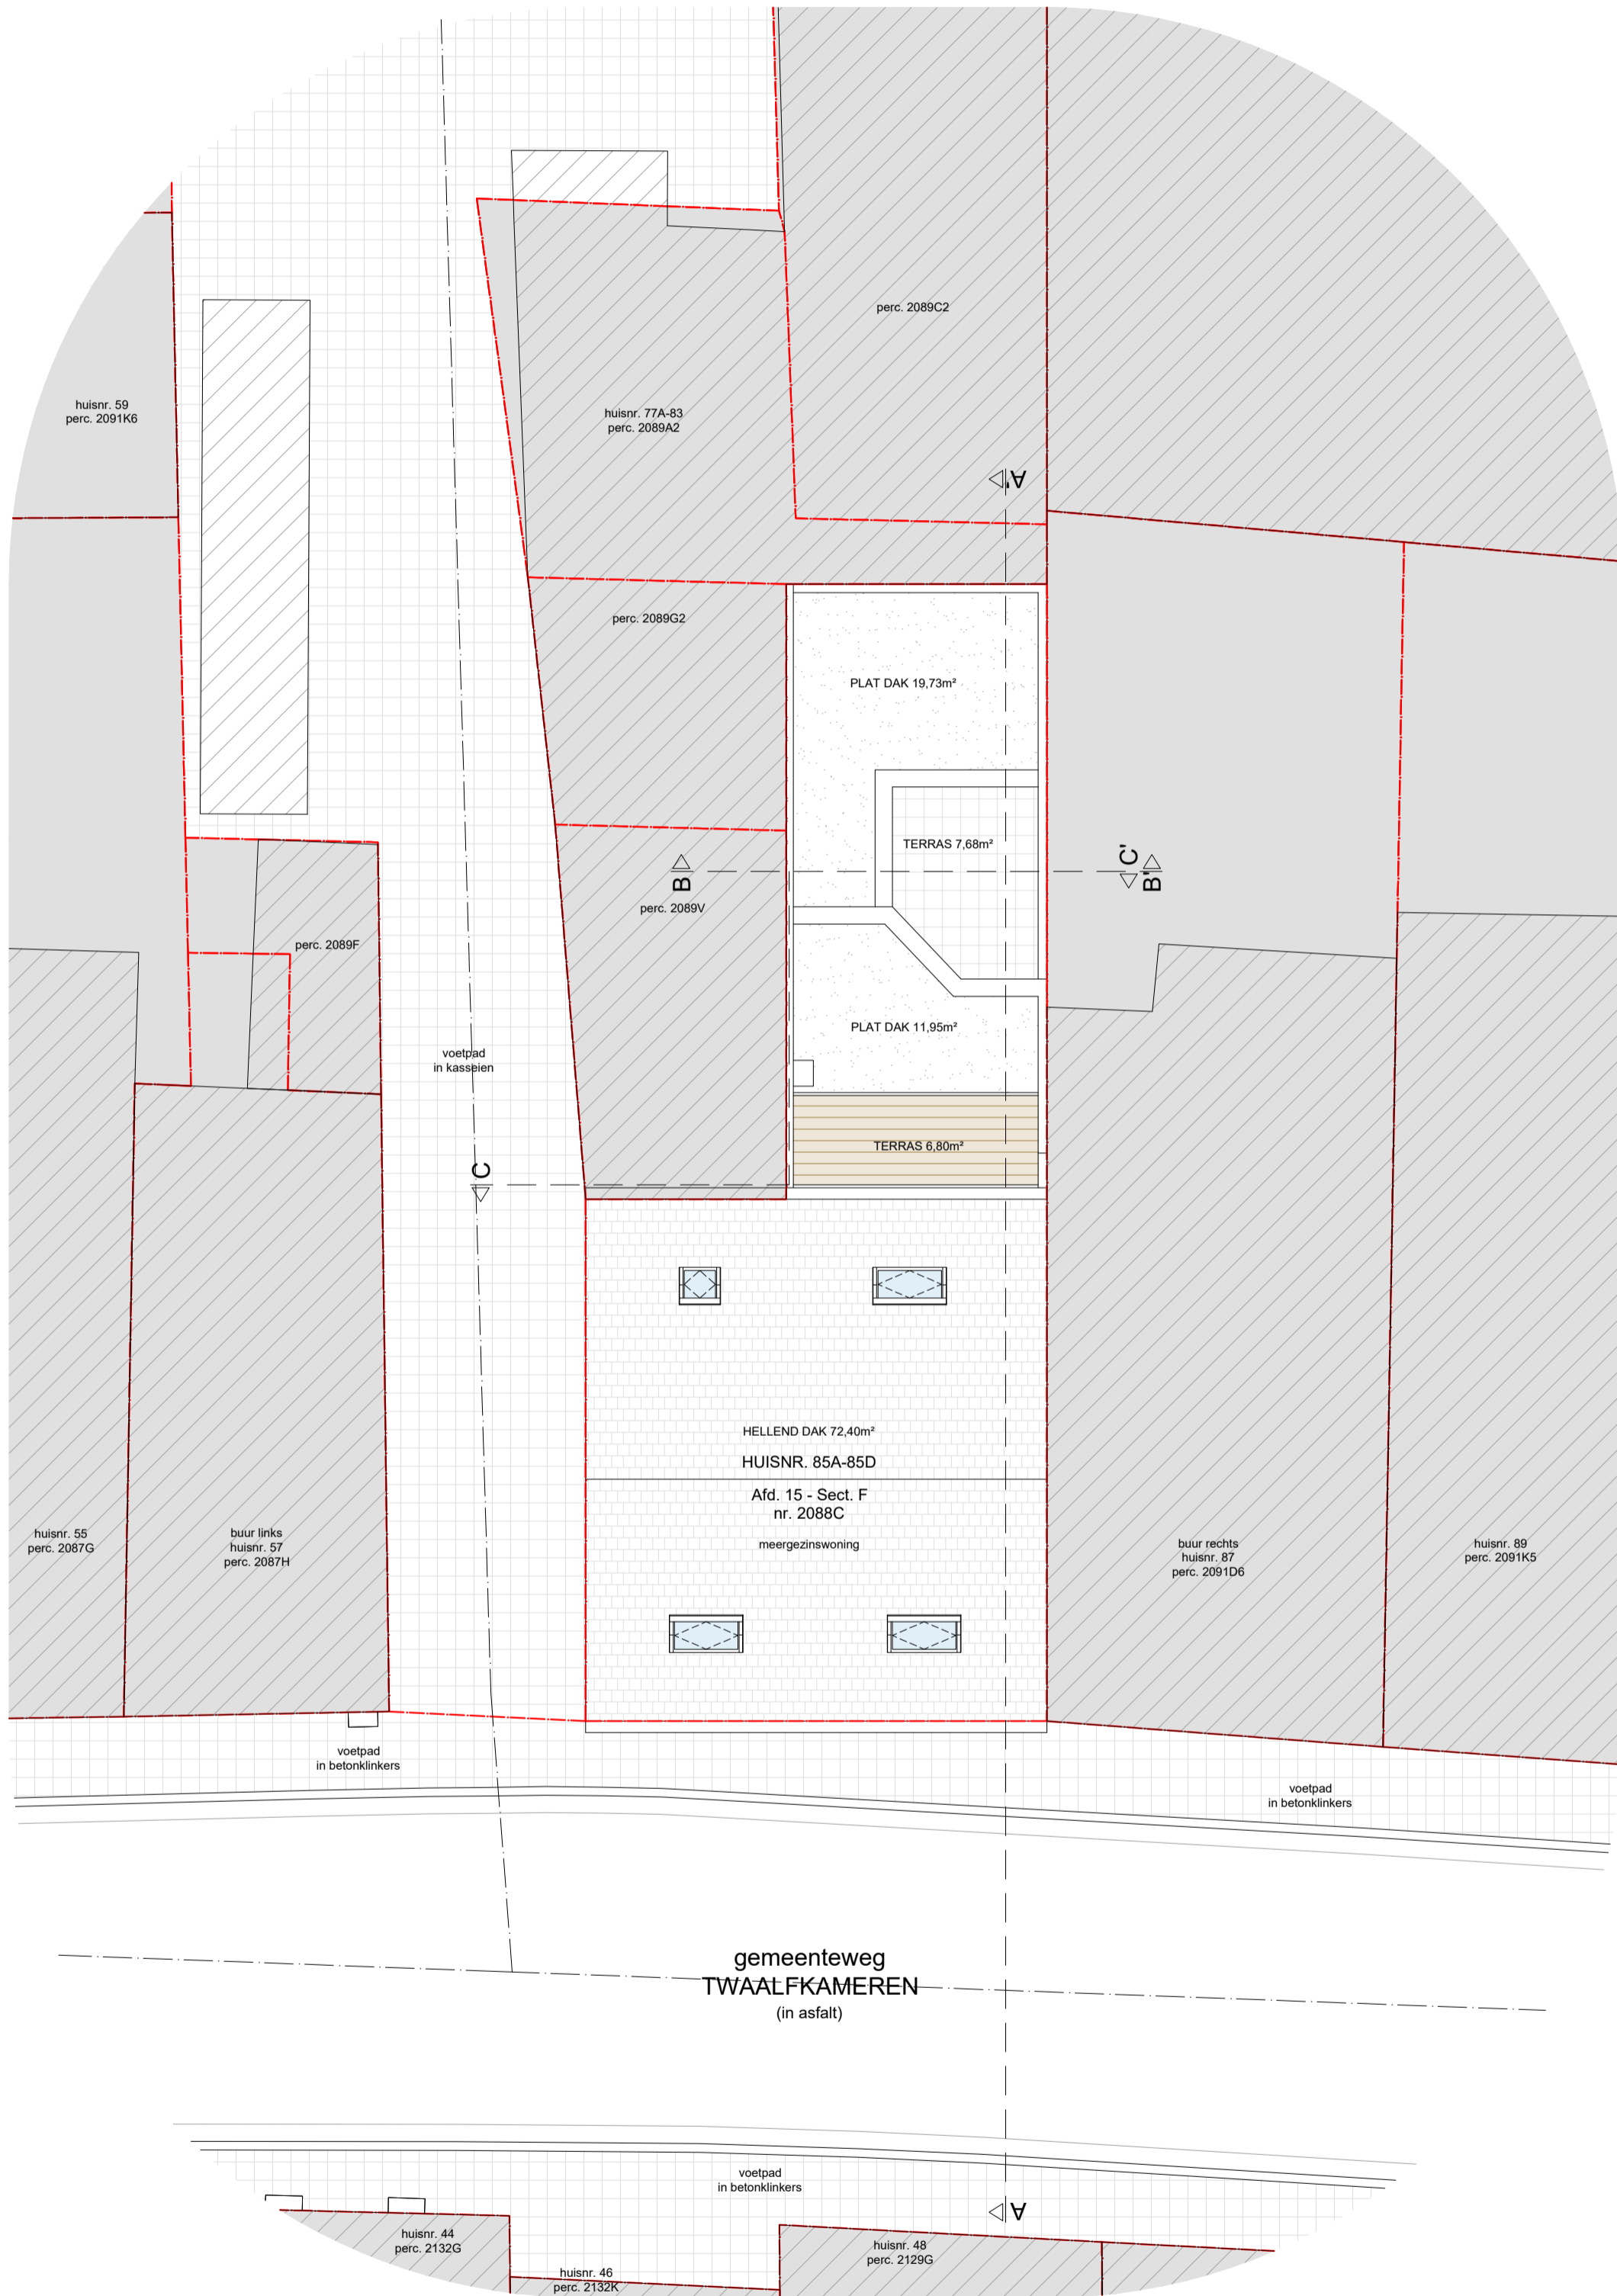 perc. 2089C2
huisnr. 59
perc. 2091K6
huisnr. 77A-83
perc. 2089A2
A'
perc. 2089G2
PLAT DAK 19,73m²
TERRAS 7,68m²
B
C'
B'
perc. 2089V
perc. 2089F
PLAT DAK 11,95m²
voetpad
in kasseien
TERRAS 6,80m²
C
HELLEND DAK 72,40m²
HUISNR. 85A-85D
Afd. 15 - Sect. F
nr. 2088C
meergezinswoning
huisnr. 55
perc. 2087G
buur links
huisnr. 57
perc. 2087H
buur rechts
huisnr. 87
perc. 2091D6
huisnr. 89
perc. 2091K5
voetpad
in betonklinkers
voetpad
in betonklinkers
gemeenteweg
TWAALFKAMEREN
(in asfalt)
voetpad
in betonklinkers
A
huisnr. 44
perc. 2132G
huisnr. 46
perc. 2132K
huisnr. 48
perc. 2129G